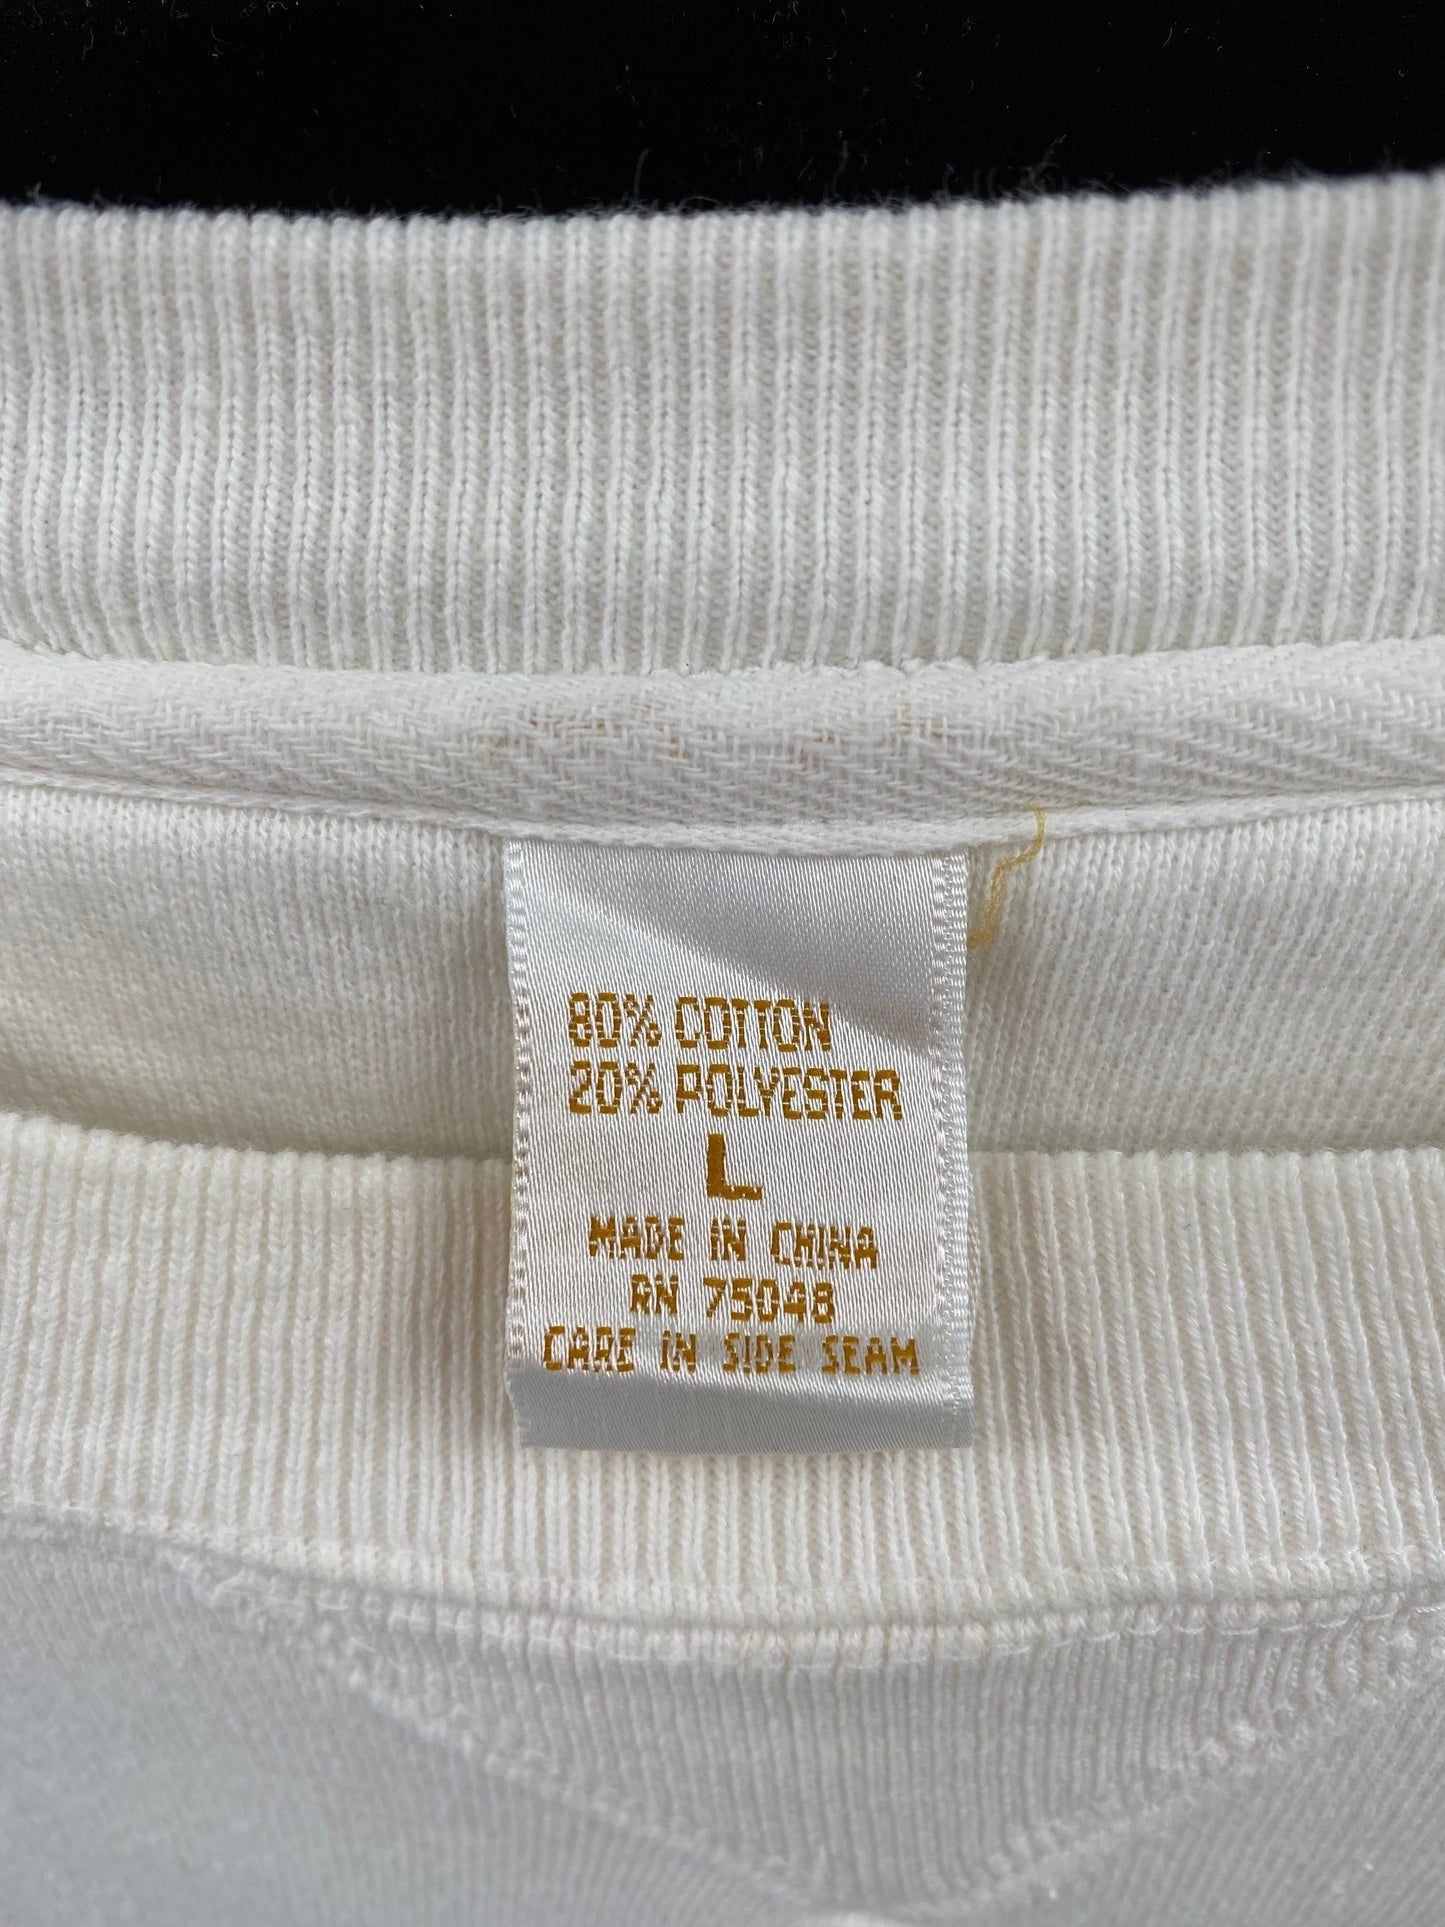 80% COTTON
20% POLYESTER
L
MADE IN CHINA
RN 75048
CARE IN SIDE SEAM